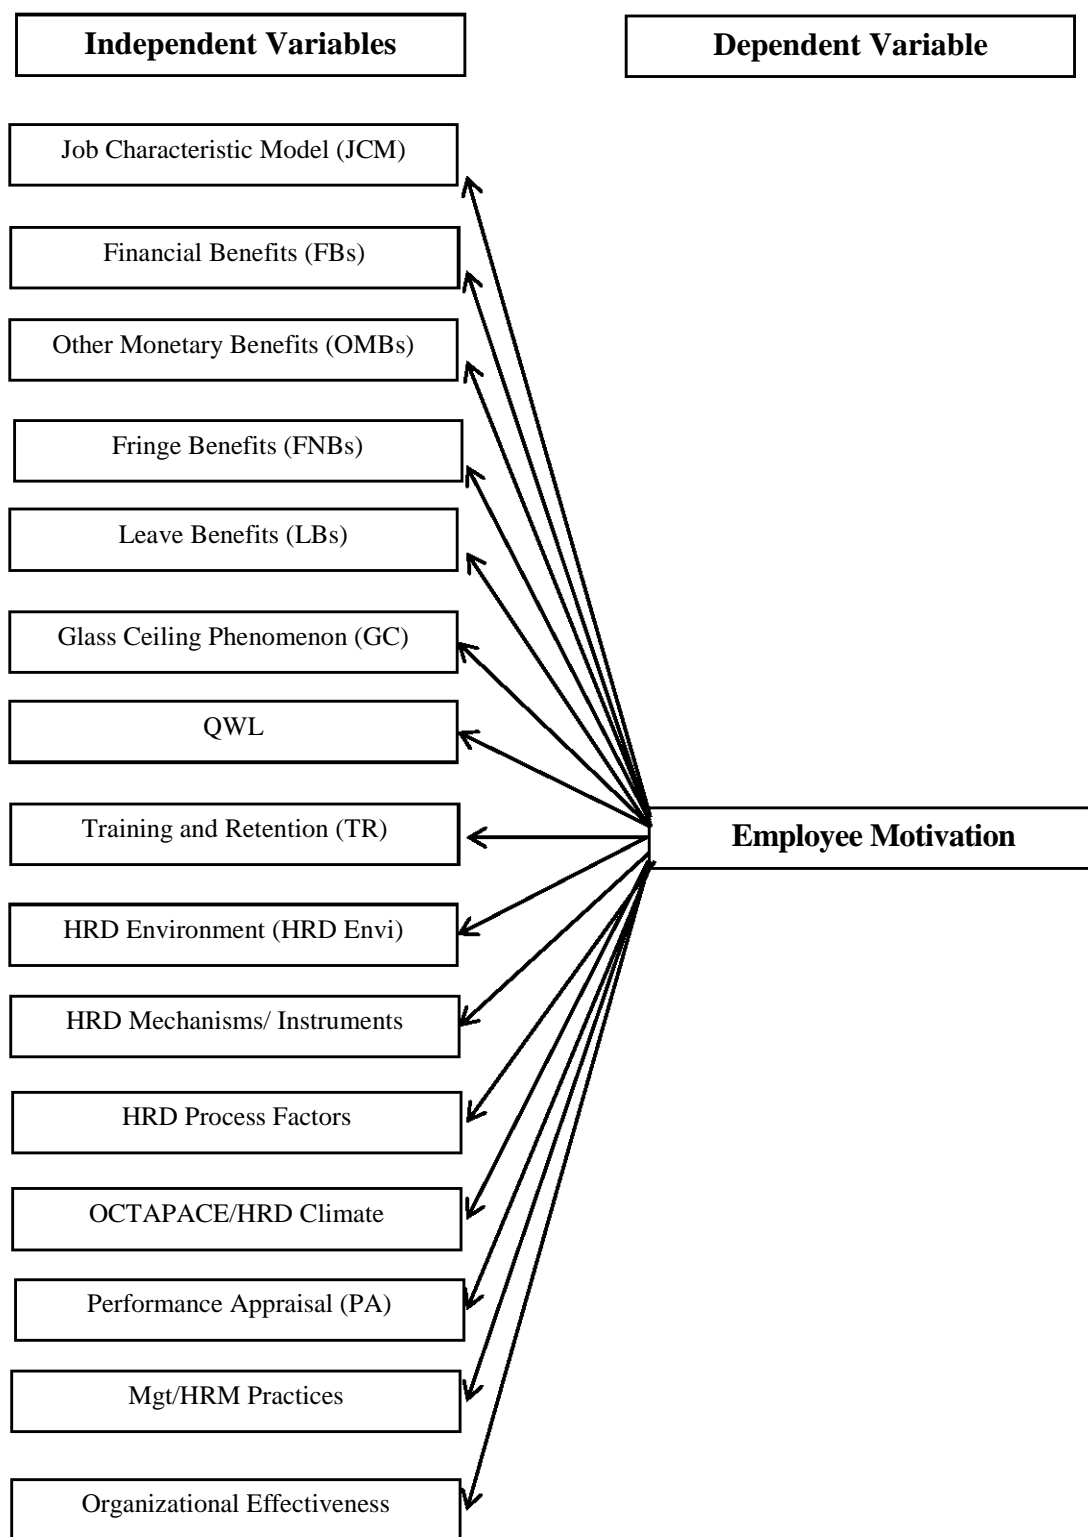 Independent Variables
Dependent Variable
Job Characteristic Model (JCM)
Financial Benefits (FBs)
Other Monetary Benefits (OMBs)
Fringe Benefits (FNBs)
Leave Benefits (LBs)
Glass Ceiling Phenomenon (GC)
QWL
Training and Retention (TR)
Employee Motivation
HRD Environment (HRD Envi)
HRD Mechanisms/ Instruments
HRD Process Factors
OCTAPACE/HRD Climate
Performance Appraisal (PA)
Mgt/HRM Practices
Organizational Effectiveness